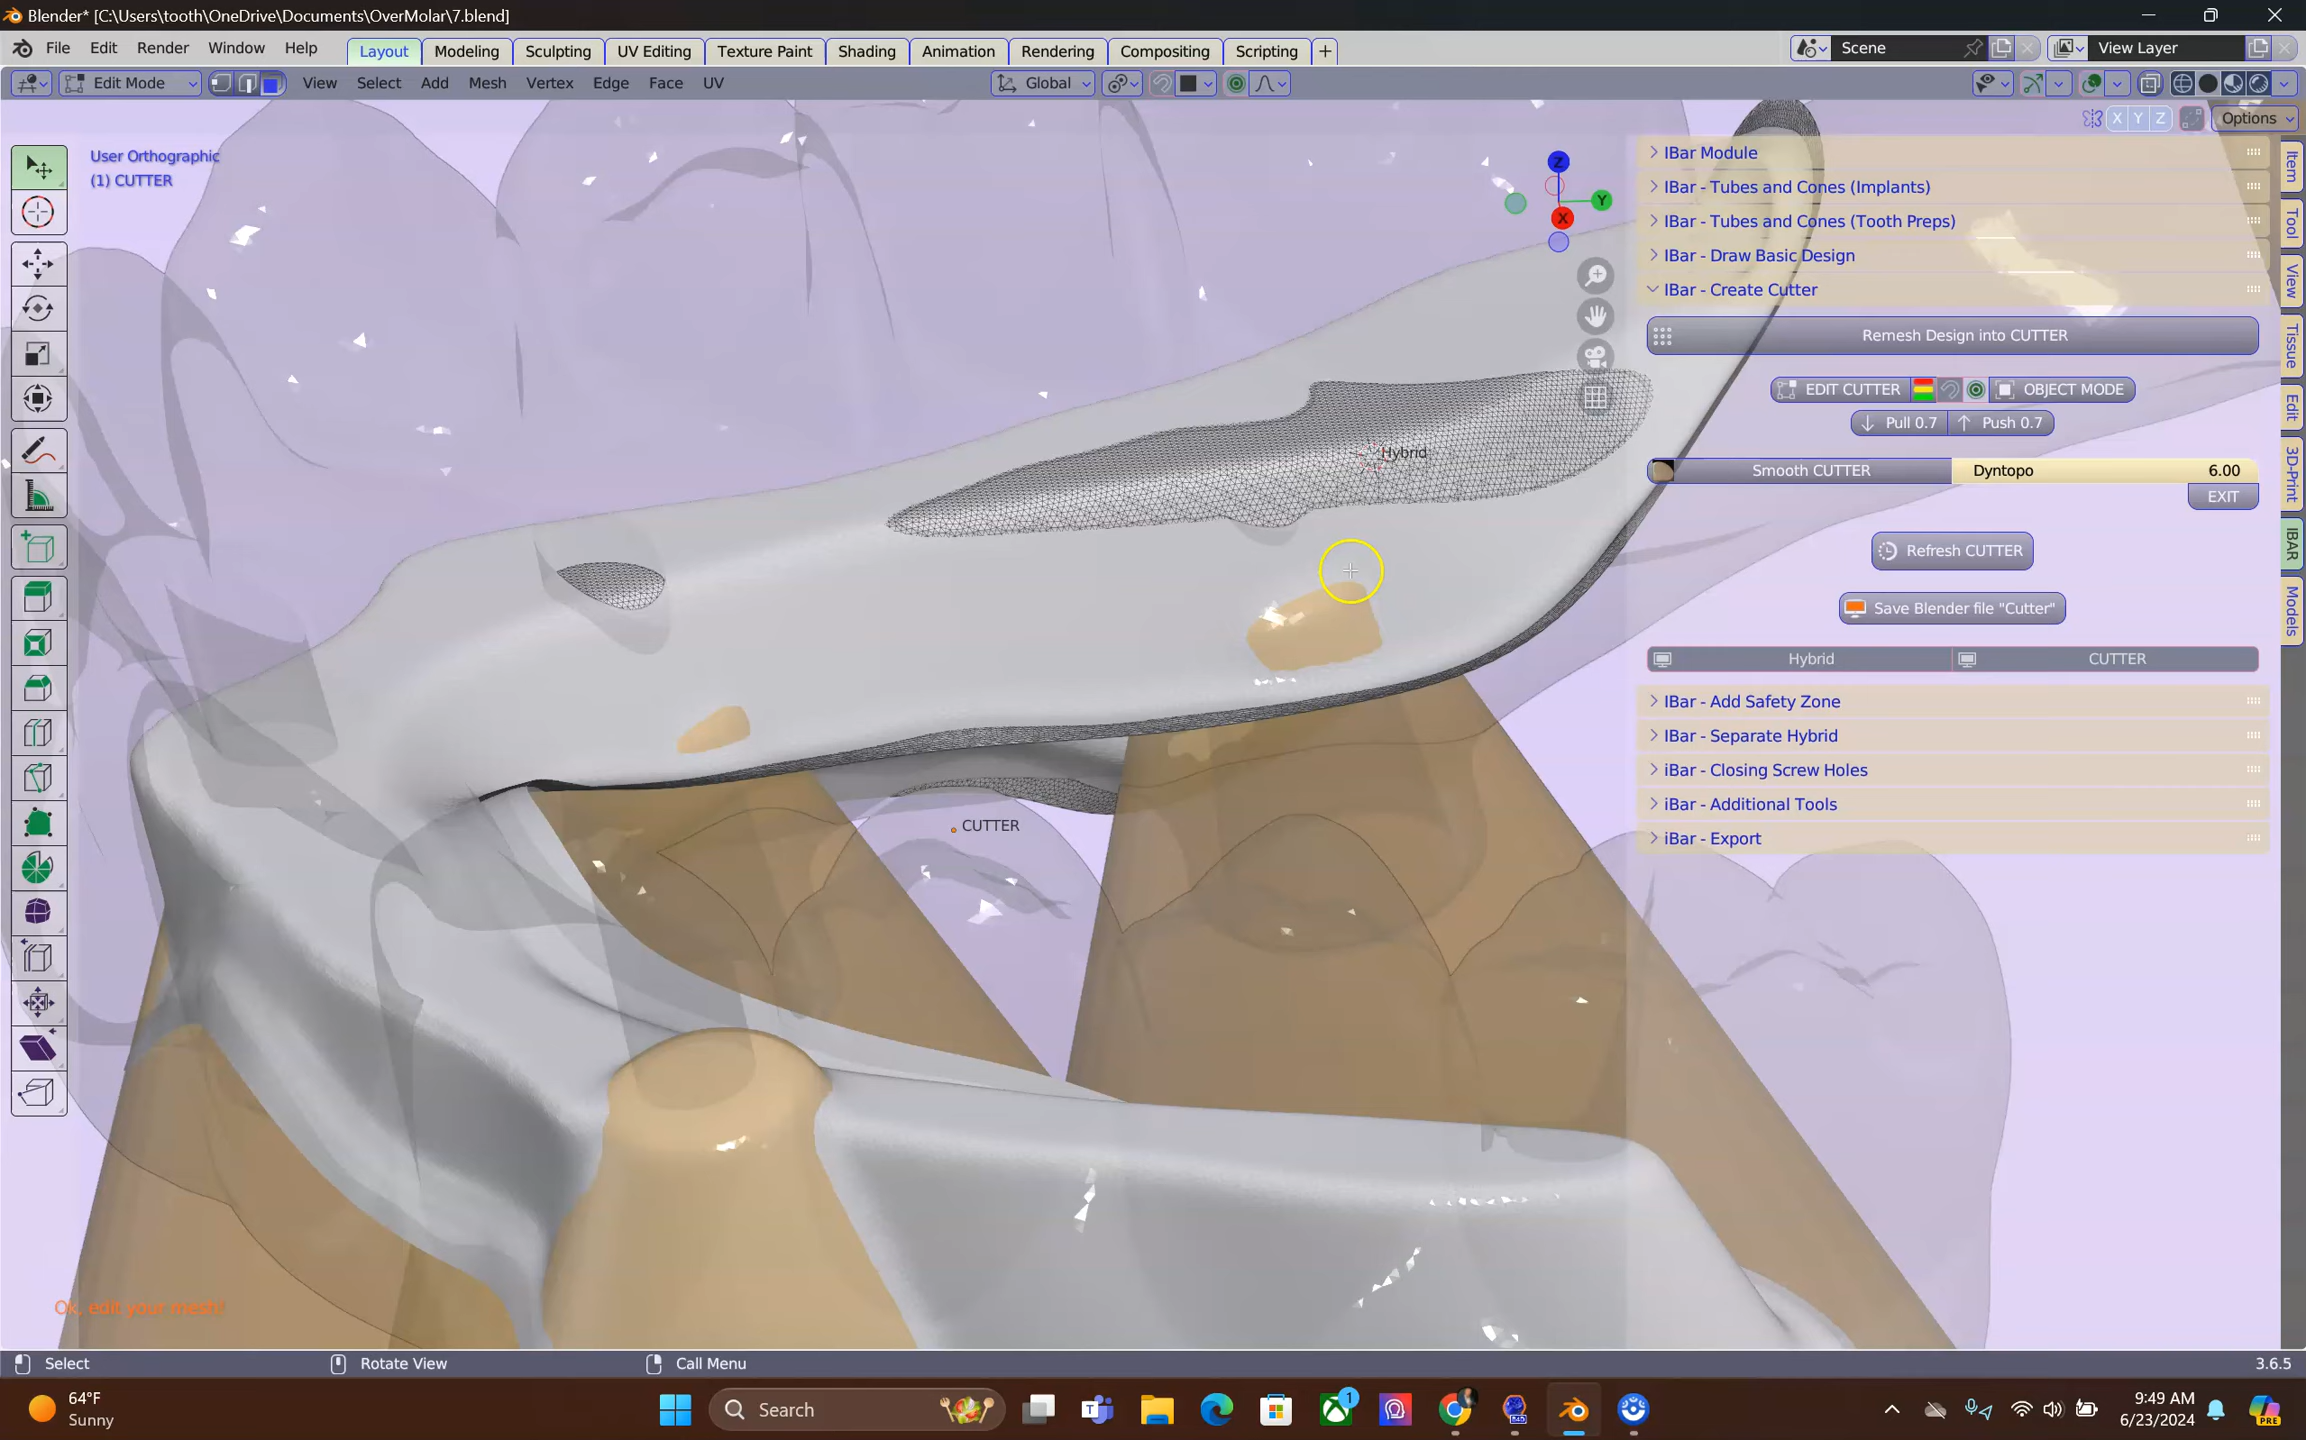 Blender* [C:\Users\tooth\OneDrive\Documents\OverMolar\7.blend]
File Edit Render Window Help Layout Modeling Sculpting UV Editing Texture Paint Shading Animation Rendering Compositing Scripting + Scene View Layer
Edit Mode View Select Add Mesh Vertex Edge Face UV Global
X Y Z Options
User Orthographic
(1) CUTTER
Z
Y
X
IBar Module
IBar - Tubes and Cones (Implants)
IBar - Tubes and Cones (Tooth Preps)
IBar - Draw Basic Design
IBar - Create Cutter
Remesh Design into CUTTER
EDIT CUTTER OBJECT MODE
Pull 0.7 Push 0.7
Smooth CUTTER Dyntopo 6.00
EXIT
Refresh CUTTER
Save Blender file "Cutter"
Hybrid CUTTER
IBar - Add Safety Zone
IBar - Separate Hybrid
iBar - Closing Screw Holes
iBar - Additional Tools
iBar - Export
Item
Tool
View
Tissue
Edit
3D-Print
IBAR
Models
Hybrid
CUTTER
Ok, edit your mesh!
Select Rotate View Call Menu 3.6.5
64°F
Sunny
Search
1
9:49 AM
6/23/2024
PRE